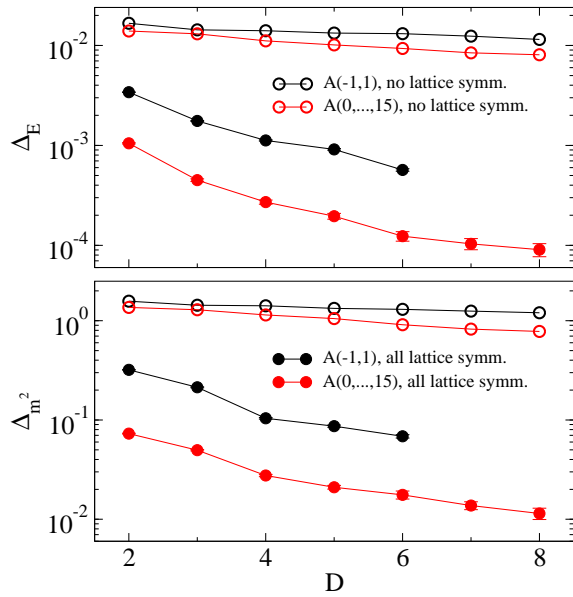 10^-2
A(-1,1), no lattice symm.
A(0,...,15), no lattice symm.
Δ_E
10^-3
10^-4
10^0
A(-1,1), all lattice symm.
A(0,...,15), all lattice symm.
Δ_m^2
10^-1
10^-2
2 4 6 8
D